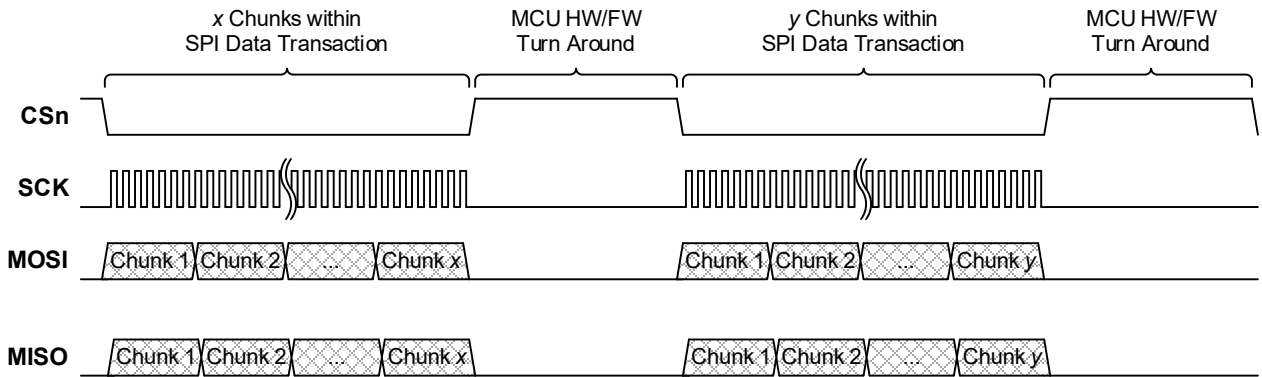 x Chunks within
SPI Data Transaction
MCU HW/FW
Turn Around
y Chunks within
SPI Data Transaction
MCU HW/FW
Turn Around
CSn
SCK
MOSI
Chunk 1
Chunk 2
...
Chunk x
Chunk 1
Chunk 2
...
Chunk y
MISO
Chunk 1
Chunk 2
...
Chunk x
Chunk 1
Chunk 2
...
Chunk y